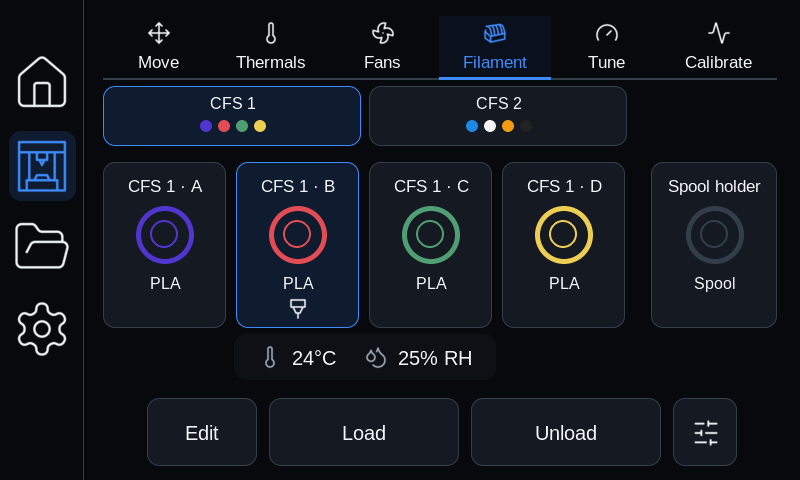 Move
Thermals
Fans
Filament
Tune
Calibrate
CFS 1
CFS 2
CFS 1 · A
CFS 1 · B
CFS 1 · C
CFS 1 · D
Spool holder
PLA
PLA
PLA
PLA
Spool
24°C
25% RH
Edit
Load
Unload